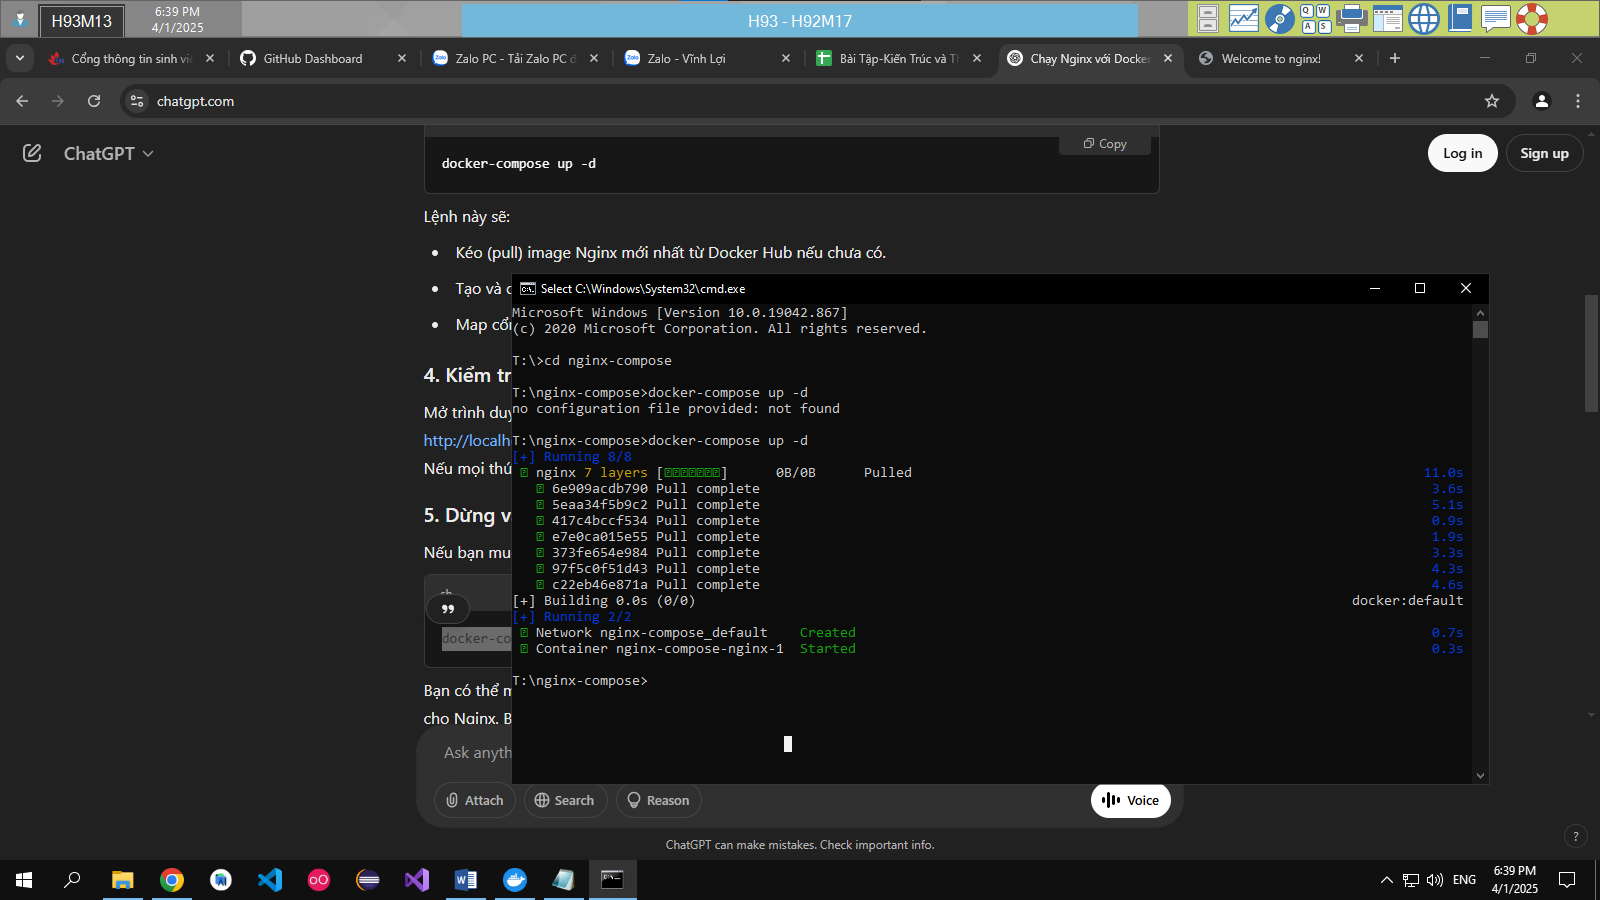 H93M13
6:39 PM
4/1/2025
H93 - H92M17
Q W
A S
Cổng thông tin sinh vi
GitHub Dashboard
Zalo PC - Tải Zalo PC
Zalo - Vĩnh Lợi
Bài Tập-Kiến Trúc và T
Chạy Nginx với Docker
Welcome to nginx!
chatgpt.com
ChatGPT
Log in
Sign up
Copy
docker-compose up -d
Lệnh này sẽ:
Kéo (pull) image Nginx mới nhất từ Docker Hub nếu chưa có.
Tạo và
Map cổ
4. Kiểm tr
Mở trình duy
http://localh
Nếu mọi thứ
5. Dừng v
Nếu bạn mu
sh
docker-co
Bạn có thể
cho Nginx. B
Select C:\Windows\System32\cmd.exe
Microsoft Windows [Version 10.0.19042.867]
(c) 2020 Microsoft Corporation. All rights reserved.
T:\>cd nginx-compose
T:\nginx-compose>docker-compose up -d
no configuration file provided: not found
T:\nginx-compose>docker-compose up -d
[+] Running 8/8
nginx 7 layers [⣿⣿⣿⣿⣿⣿⣿] 0B/0B Pulled 11.0s
6e909acdb790 Pull complete 3.6s
5eaa34f5b9c2 Pull complete 5.1s
417c4bccf534 Pull complete 0.9s
e7e0ca015e55 Pull complete 1.9s
373fe654e984 Pull complete 3.3s
97f5c0f51d43 Pull complete 4.3s
c22eb46e871a Pull complete 4.6s
[+] Building 0.0s (0/0) docker:default
[+] Running 2/2
Network nginx-compose_default Created 0.7s
Container nginx-compose-nginx-1 Started 0.3s
T:\nginx-compose>
Ask anyth
Attach
Search
Reason
Voice
ChatGPT can make mistakes. Check important info.
?
ENG
6:39 PM
4/1/2025